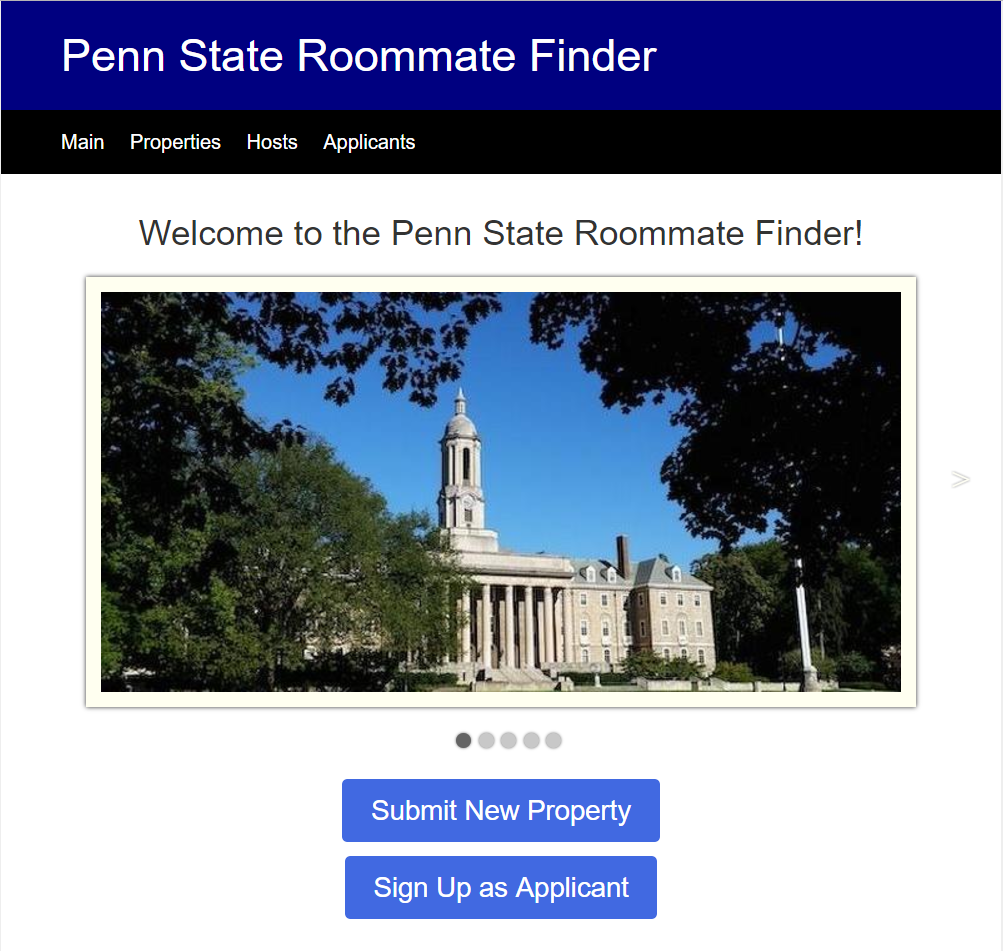 Penn State Roommate Finder
Main Properties Hosts Applicants
Welcome to the Penn State Roommate Finder!
>
Submit New Property
Sign Up as Applicant